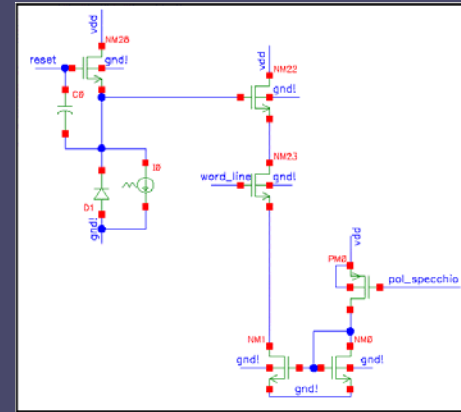 vdd
NM26
reset
gnd!
C0
vdd
NM22
gnd!
NM23
word_line
gnd!
I0
D1
gnd!
vdd
PM0
pol_specchio
NM1
NM0
gnd!
gnd!
gnd!